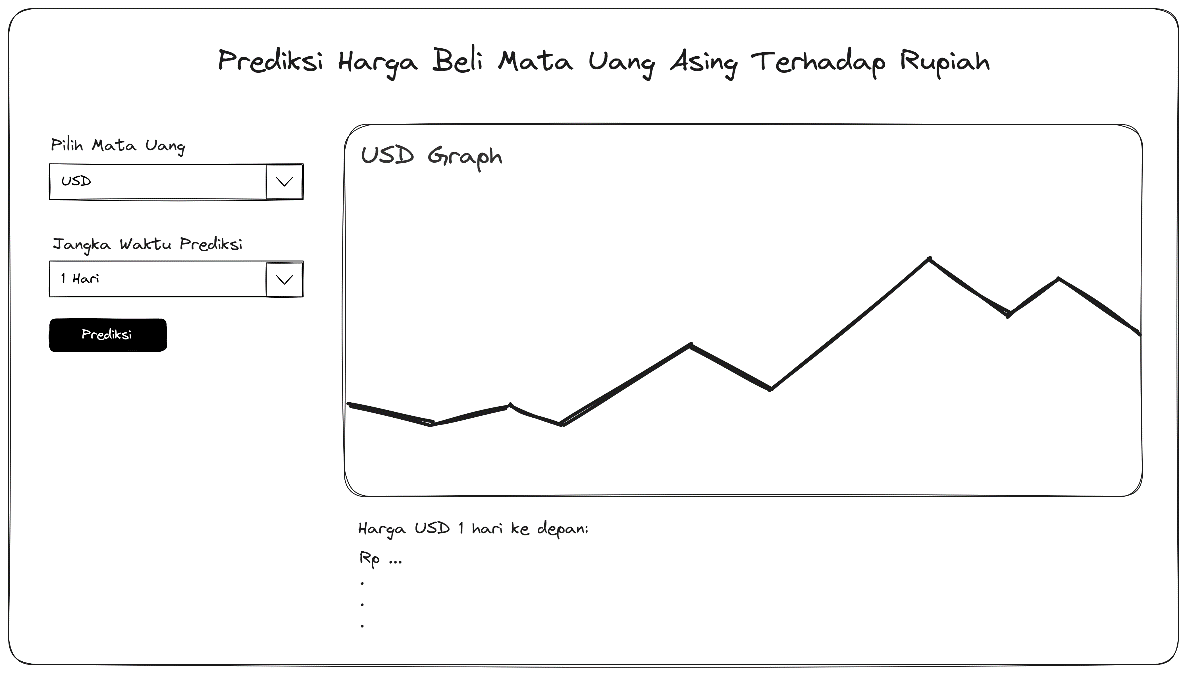 Prediksi Harga Beli Mata Uang Asing Terhadap Rupiah
Pilih Mata Uang
USD
Jangka Waktu Prediksi
1 Hari
Prediksi
USD Graph
Harga USD 1 hari ke depan:
Rp ...
.
.
.